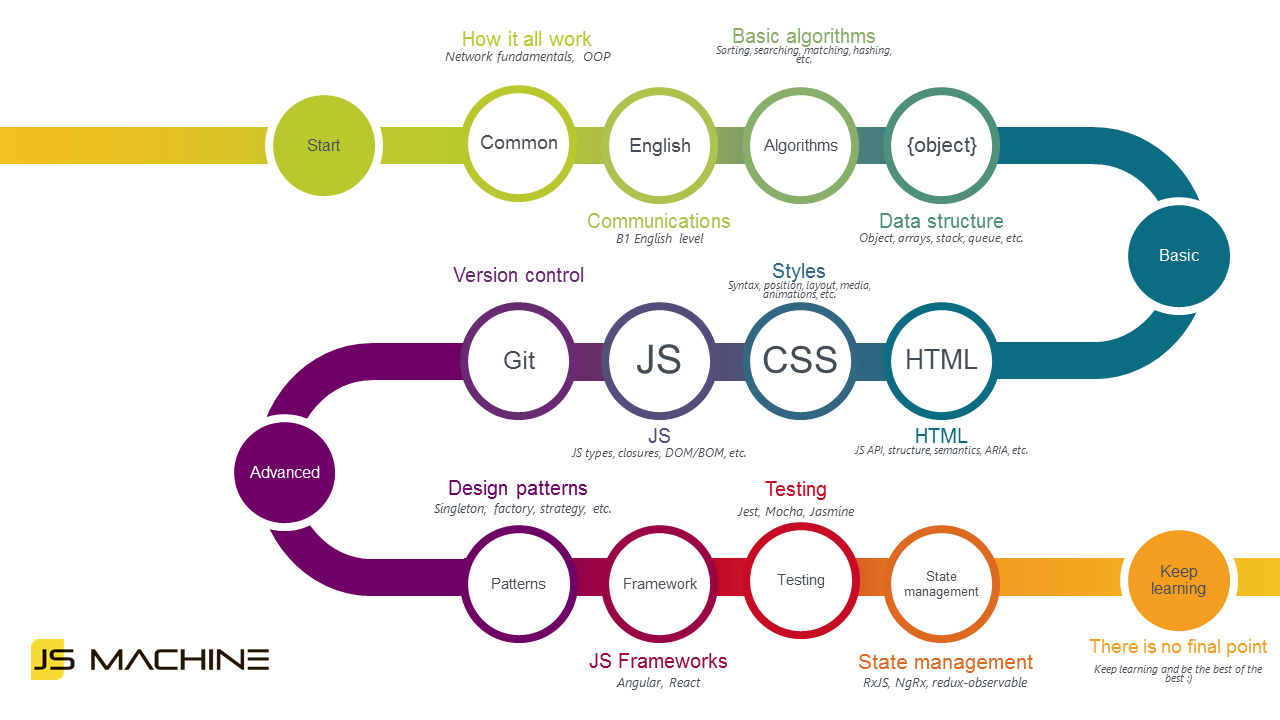 How it all work
Network fundamentals, OOP
Basic algorithms
Sorting, searching, matching, hashing,
etc.
Start
Common
English
Algorithms
{object}
Communications
B1 English level
Data structure
Object, arrays, stack, queue, etc.
Basic
Version control
Styles
Syntax, position, layout, media,
animations, etc.
Git
JS
CSS
HTML
JS
JS types, closures, DOM/BOM, etc.
HTML
JS API, structure, semantics, ARIA, etc.
Advanced
Design patterns
Singleton, factory, strategy, etc.
Testing
Jest, Mocha, Jasmine
Patterns
Framework
Testing
State
management
Keep
learning
JS Frameworks
Angular, React
State management
RxJS, NgRx, redux-observable
There is no final point
Keep learning and be the best of the
best :)
JS MACHINE